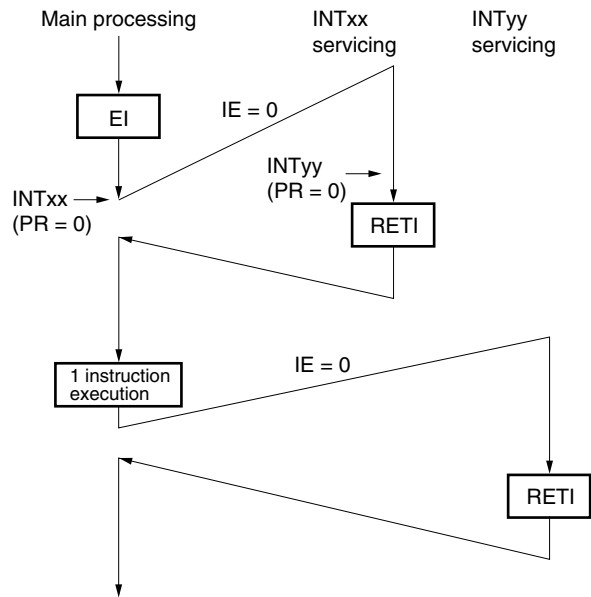 Main processing
INTxx
servicing
INTyy
servicing
EI
IE = 0
INTyy
(PR = 0)
INTxx
(PR = 0)
RETI
1 instruction
execution
IE = 0
RETI